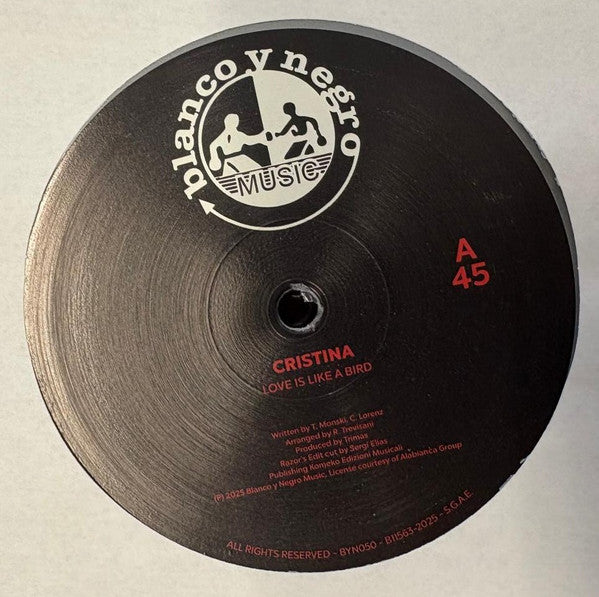 blanco y negro
MUSIC
A
45
CRISTINA
LOVE IS LIKE A BIRD
Written by T. Monski, C. Lorenz
Arranged by R. Trevisani
Produced by Trimas
Razor's Edit cut by Sergi Elias
Publishing Komeko Edizioni Musicali
(P) 2025 Blanco y Negro Music, License courtesy of Alabianca Group
ALL RIGHTS RESERVED - BYN050 - B11563-2025 - S.G.A.E.